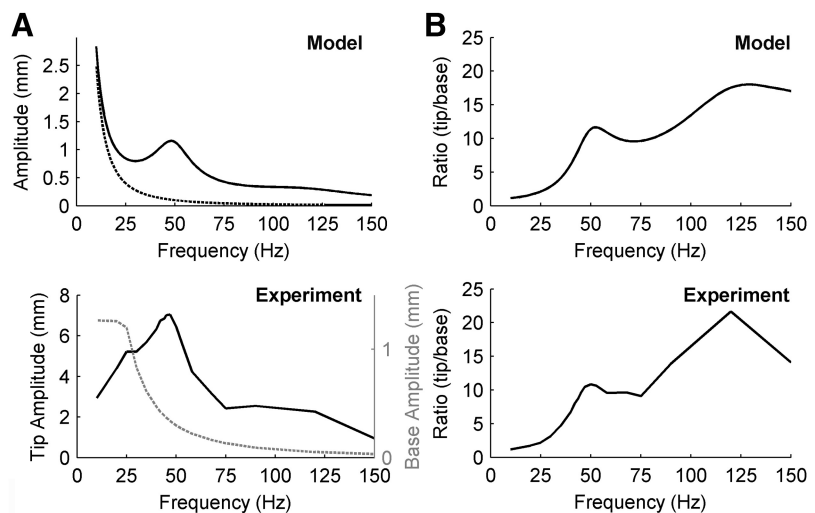 A
Model
Amplitude (mm)
2.5
2
1.5
1
0.5
0
0 25 50 75 100 125 150
Frequency (Hz)
B
Model
Ratio (tip/base)
25
20
15
10
5
0
0 25 50 75 100 125 150
Frequency (Hz)
Experiment
Tip Amplitude (mm)
8
6
4
2
0
0 25 50 75 100 125 150
Frequency (Hz)
1
0
Base Amplitude (mm)
Experiment
Ratio (tip/base)
25
20
15
10
5
0
0 25 50 75 100 125 150
Frequency (Hz)